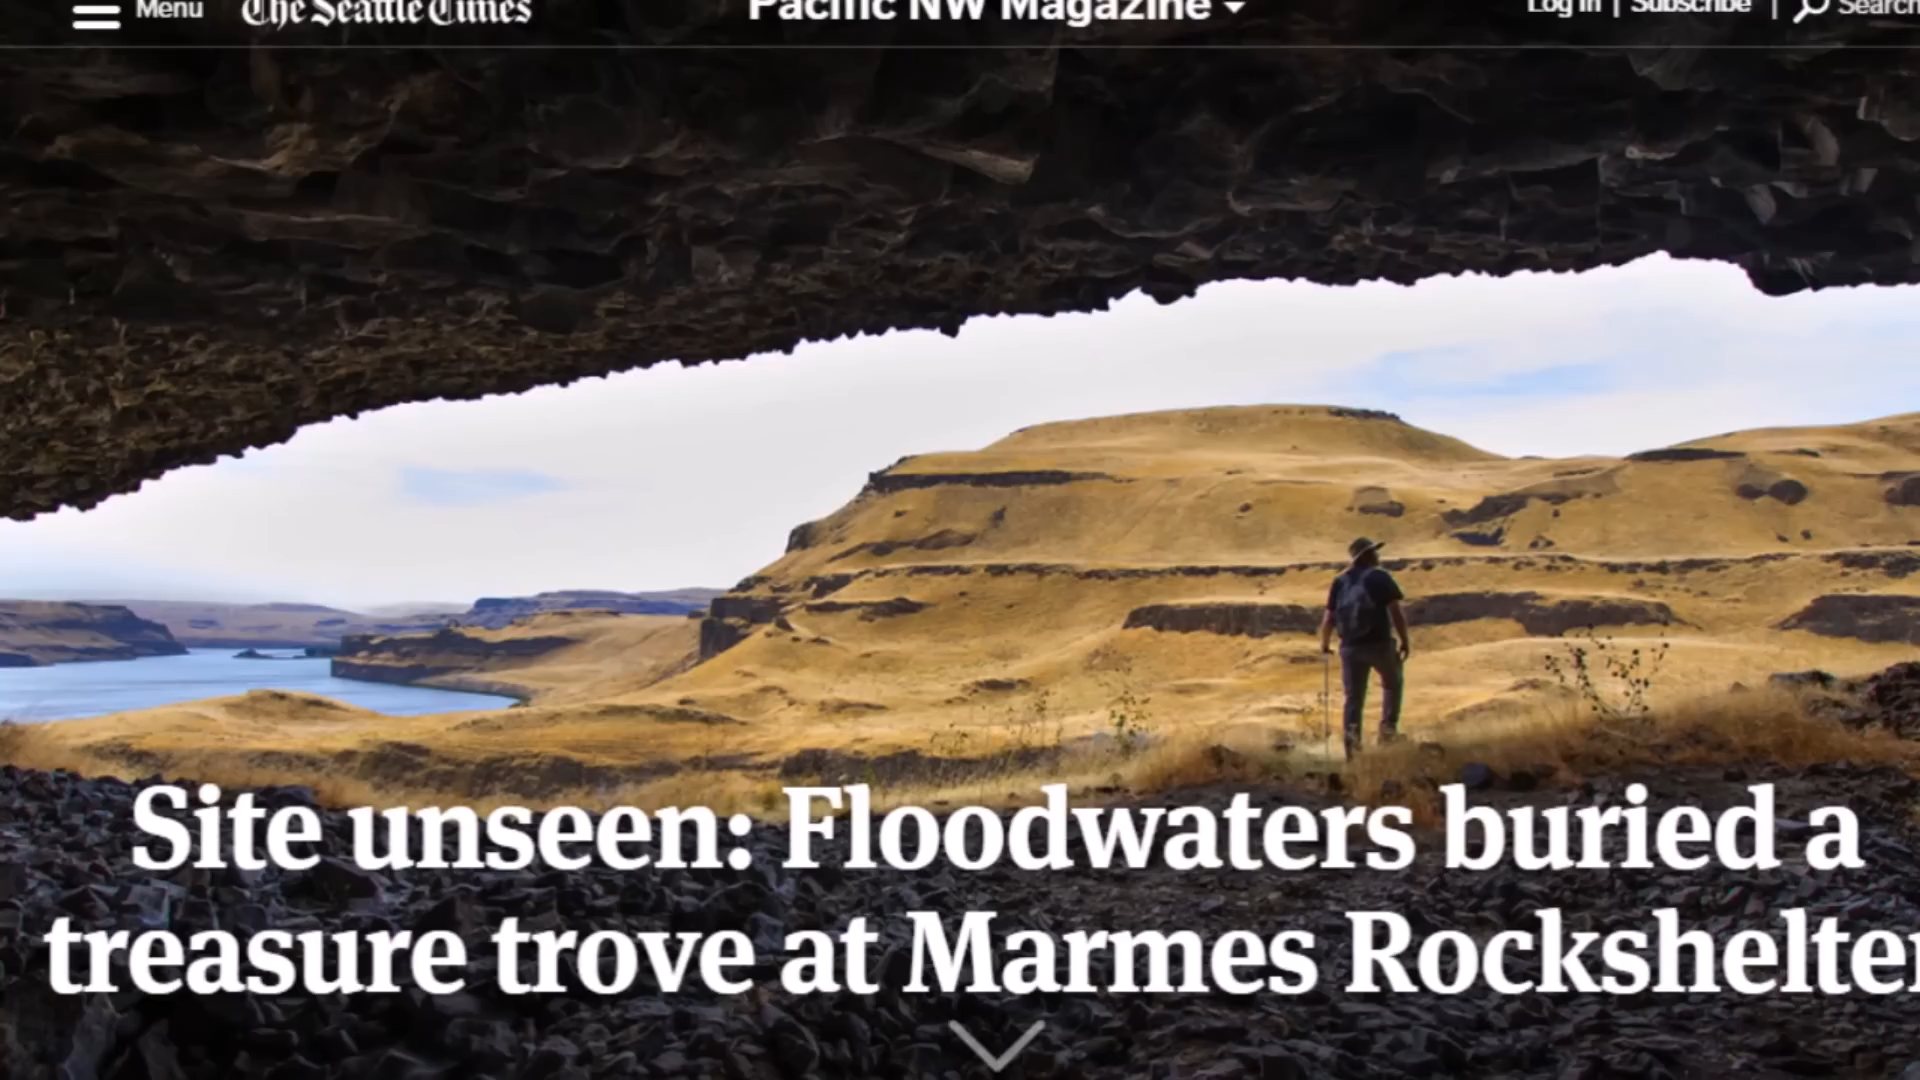 Menu
The Seattle Times
Pacific NW Magazine
Log In | Subscribe | Search
Site unseen: Floodwaters buried a
treasure trove at Marmes Rockshelter